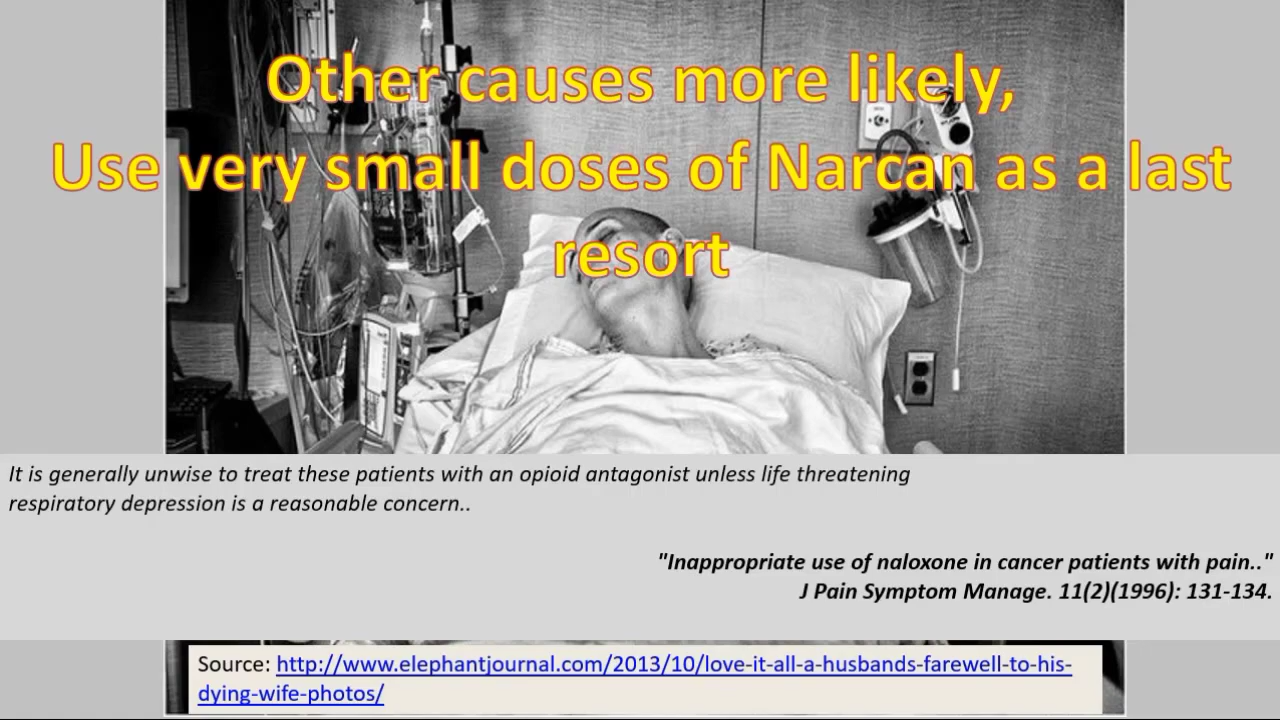 Other causes more likely,
Use very small doses of Narcan as a last
resort
It is generally unwise to treat these patients with an opioid antagonist unless life threatening
respiratory depression is a reasonable concern..
"Inappropriate use of naloxone in cancer patients with pain.."
J Pain Symptom Manage. 11(2)(1996): 131-134.
Source: http://www.elephantjournal.com/2013/10/love-it-all-a-husbands-farewell-to-his-
dying-wife-photos/